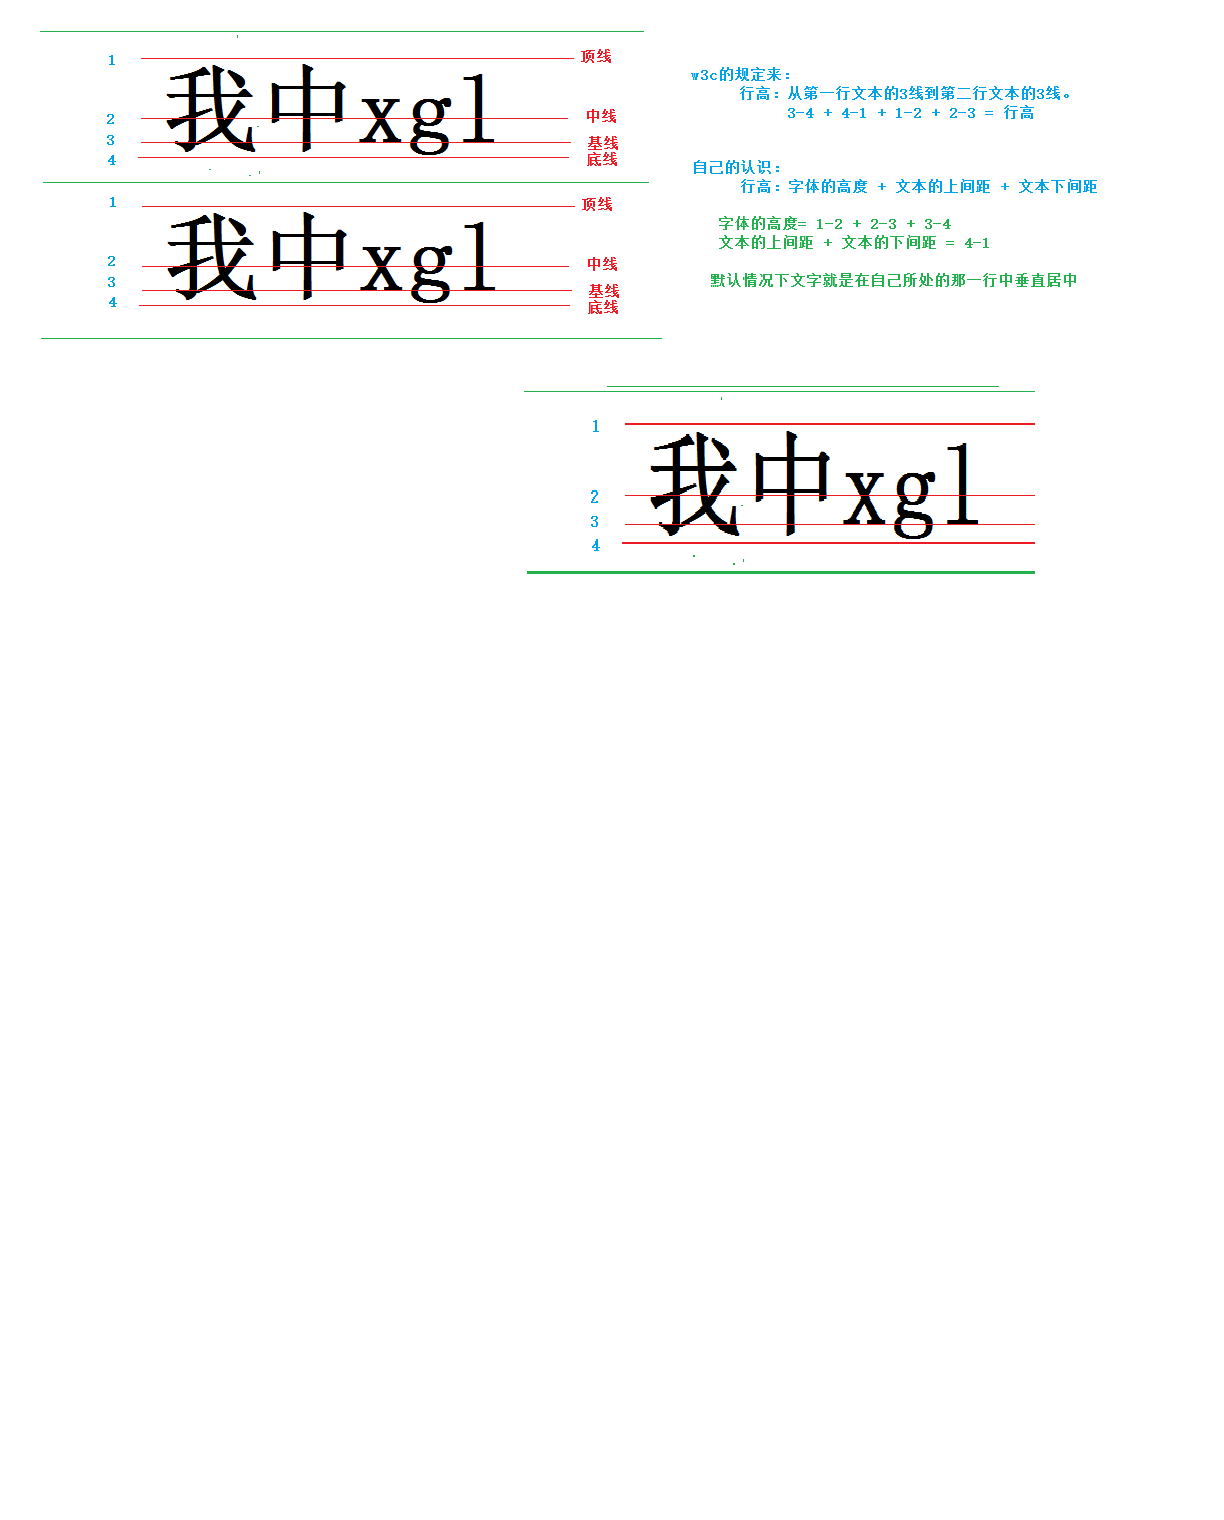 1
我中xgl
顶线
2
中线
3
基线
4
底线
1
我中xgl
顶线
2
中线
3
基线
4
底线
w3c的规定来：
行高：从第一行文本的3线到第二行文本的3线。
3-4 + 4-1 + 1-2 + 2-3 = 行高
自己的认识：
行高：字体的高度 + 文本的上间距 + 文本下间距
字体的高度= 1-2 + 2-3 + 3-4
文本的上间距 + 文本的下间距 = 4-1
默认情况下文字就是在自己所处的那一行中垂直居中
1
我中xgl
2
3
4